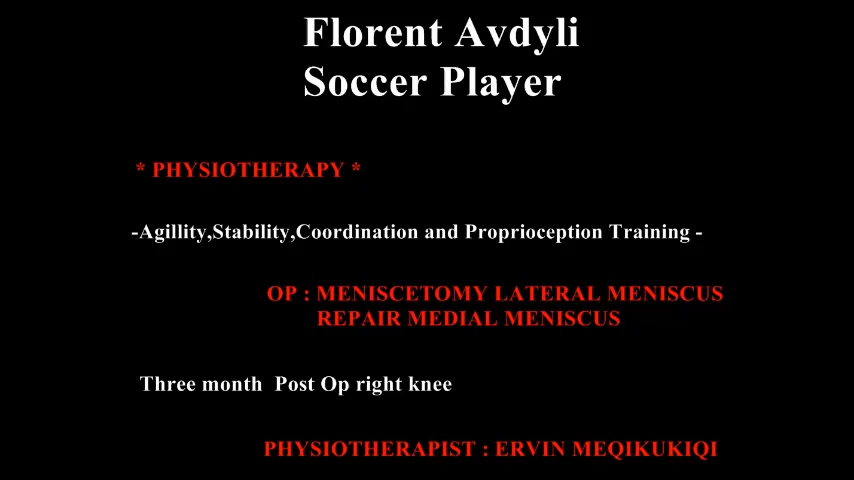 Florent Avdyli
Soccer Player
* PHYSIOTHERAPY *
-Agillity,Stability,Coordination and Proprioception Training -
OP : MENISCETOMY LATERAL MENISCUS
REPAIR MEDIAL MENISCUS
Three month  Post Op right knee
PHYSIOTHERAPIST : ERVIN MEQIKUKIQI